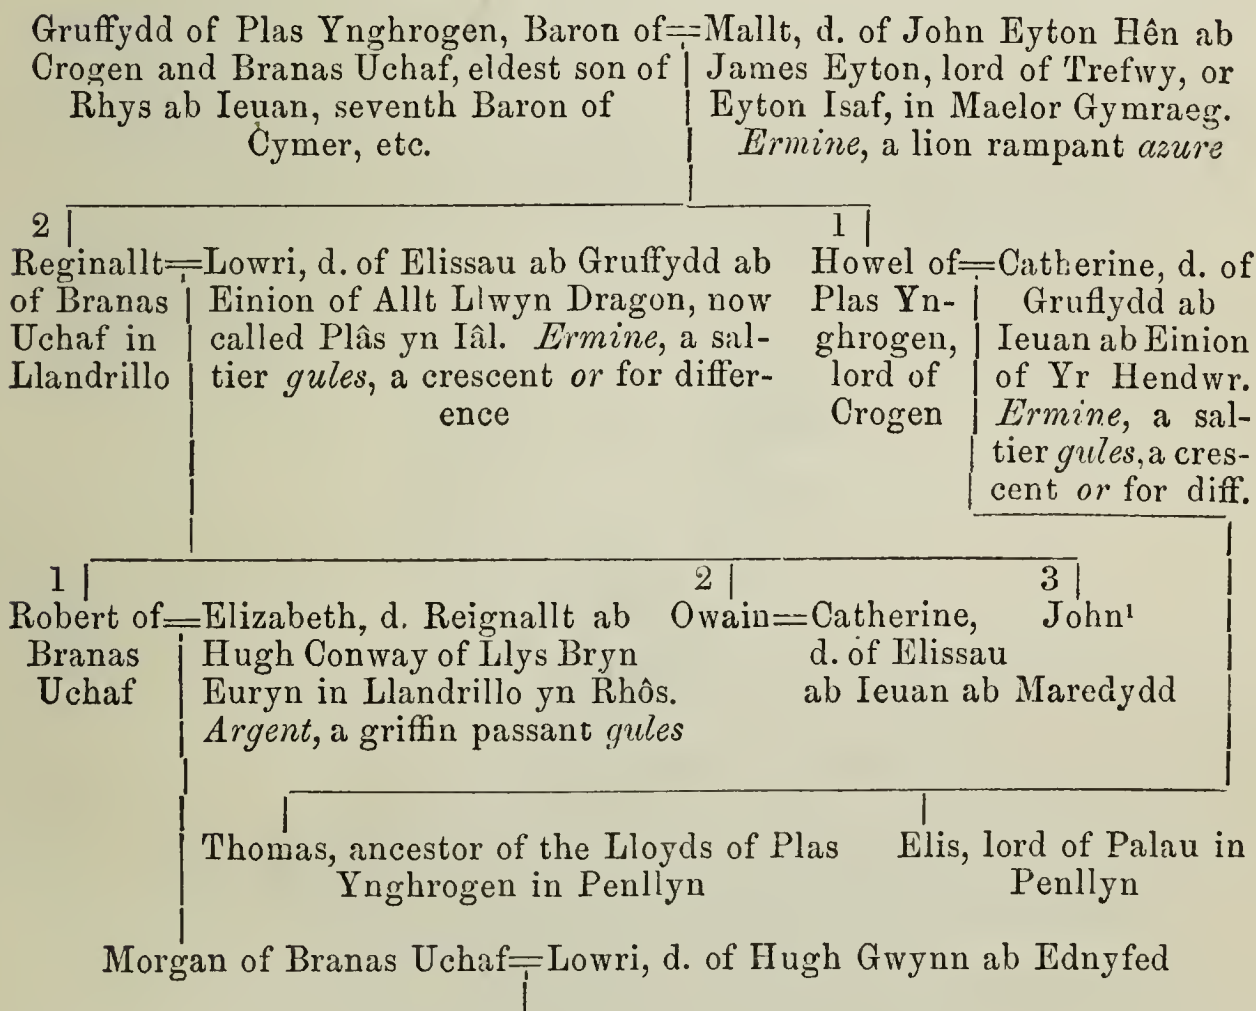 Gruffydd of Plas Ynghrogen, Baron of=Mallt, d. of John Eyton Hên ab
Crogen and Branas Uchaf, eldest son of James Eyton, lord of Trefwy, or
Rhys ab Ieuan, seventh Baron of Eyton Isaf, in Maelor Gymraeg.
Cymer, etc. Ermine, a lion rampant azure
2 1
Reginallt=Lowri, d. of Elissau ab Gruffydd ab Howel of=Catherine, d. of
of Branas Einion of Allt Llwyn Dragon, now Plas Yn- Gruflydd ab
Uchaf in called Plâs yn Iâl. Ermine, a sal- ghrogen, Ieuan ab Einion
Llandrillo tier gules, a crescent or for differ- lord of of Yr Hendwr.
ence Crogen Ermine, a sal-
tier gules, a cres-
cent or for diff.
1 2 3
Robert of=Elizabeth, d. Reignallt ab Owain=Catherine, John¹
Branas Hugh Conway of Llys Bryn d. of Elissau
Uchaf Euryn in Llandrillo yn Rhôs. ab Ieuan ab Maredydd
Argent, a griffin passant gules
Thomas, ancestor of the Lloyds of Plas Elis, lord of Palau in
Ynghrogen in Penllyn Penllyn
Morgan of Branas Uchaf=Lowri, d. of Hugh Gwynn ab Ednyfed